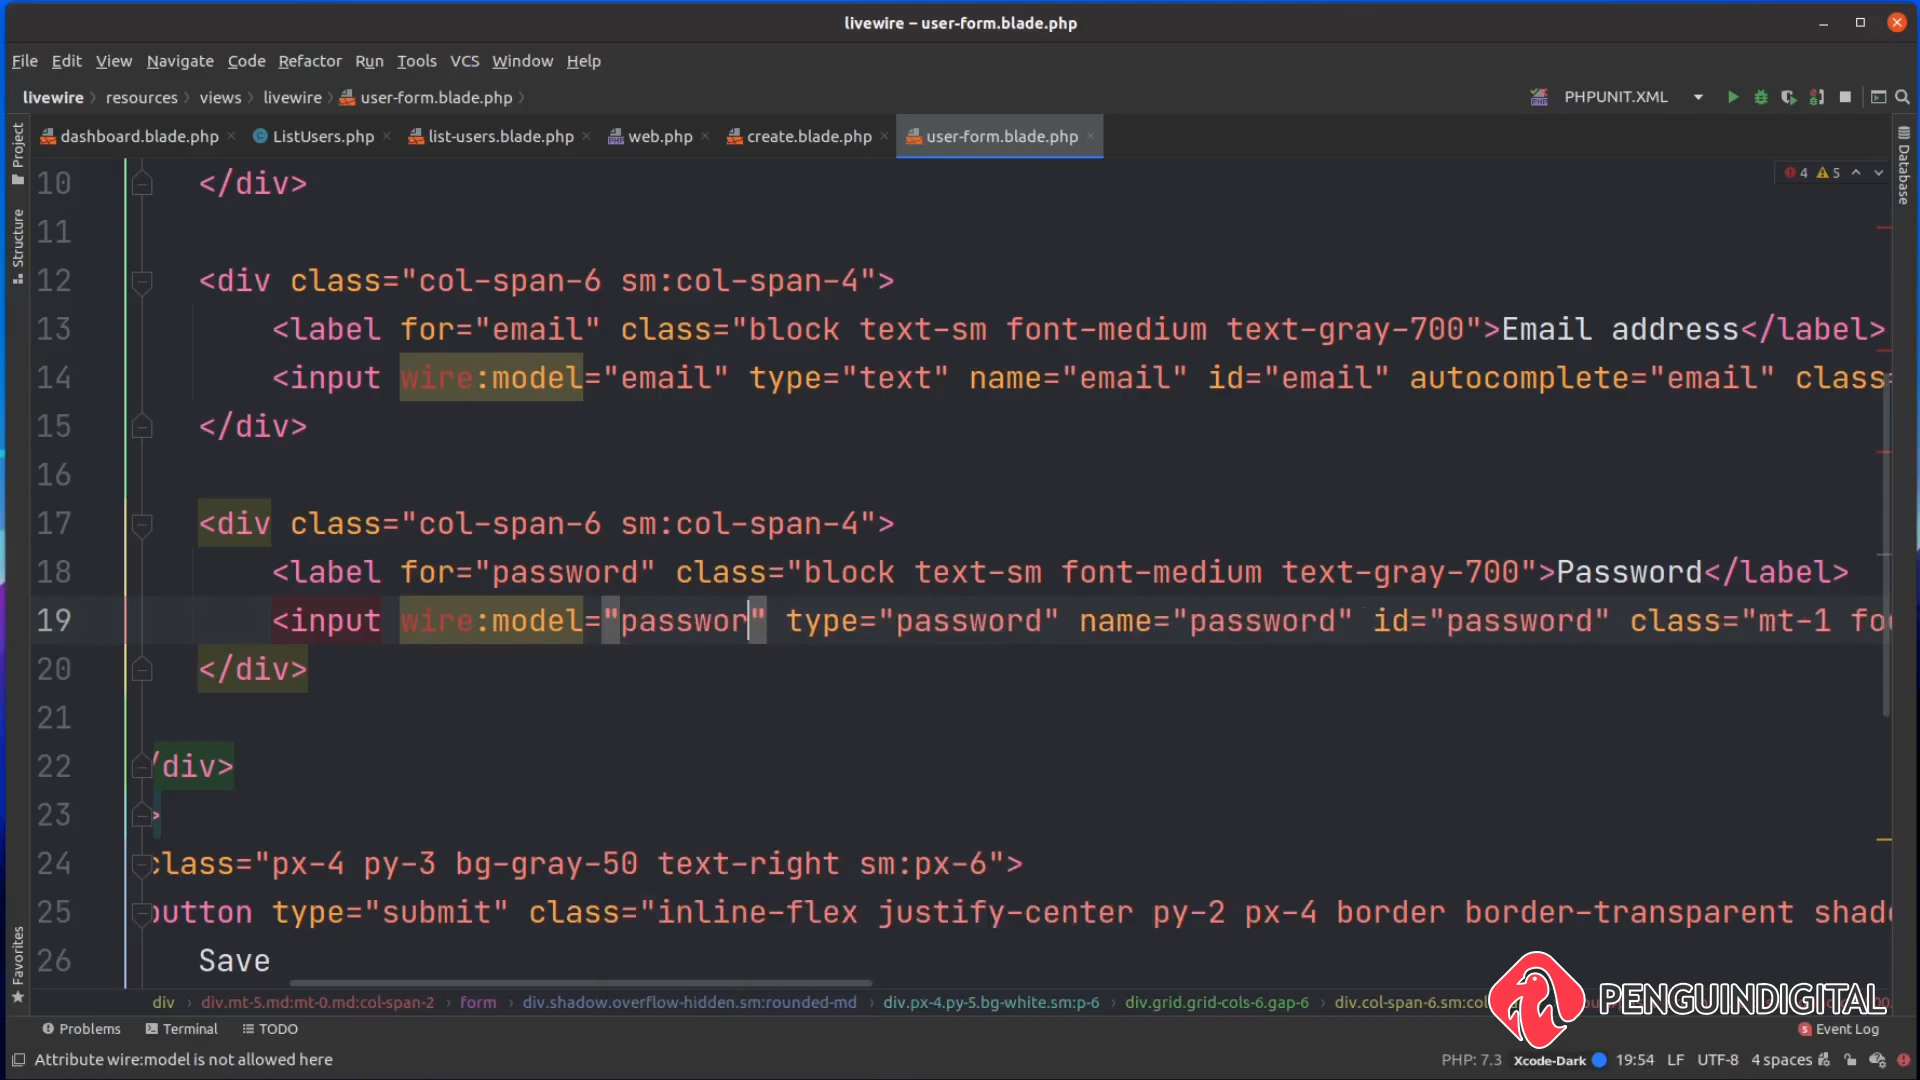 livewire – user-form.blade.php
File Edit View Navigate Code Refactor Run Tools VCS Window Help
livewire resources views livewire user-form.blade.php PHPUNIT.XML
dashboard.blade.php ListUsers.php list-users.blade.php web.php create.blade.php user-form.blade.php
Project
Structure
Favorites
Database
4 5
10 </div>
11
12 <div class="col-span-6 sm:col-span-4">
13 <label for="email" class="block text-sm font-medium text-gray-700">Email address</label>
14 <input wire:model="email" type="text" name="email" id="email" autocomplete="email" class=
15 </div>
16
17 <div class="col-span-6 sm:col-span-4">
18 <label for="password" class="block text-sm font-medium text-gray-700">Password</label>
19 <input wire:model="passwor" type="password" name="password" id="password" class="mt-1 fo
20 </div>
21
22 /div>
23 >
24 class="px-4 py-3 bg-gray-50 text-right sm:px-6">
25 button type="submit" class="inline-flex justify-center py-2 px-4 border border-transparent shad
26 Save
div div.mt-5.md:mt-0.md:col-span-2 form div.shadow.overflow-hidden.sm:rounded-md div.px-4.py-5.bg-white.sm:p-6 div.grid.grid-cols-6.gap-6 div.col-span-6.sm:col
PENGUINDIGITAL
Problems Terminal TODO Event Log
Attribute wire:model is not allowed here PHP: 7.3 Xcode-Dark 19:54 LF UTF-8 4 spaces